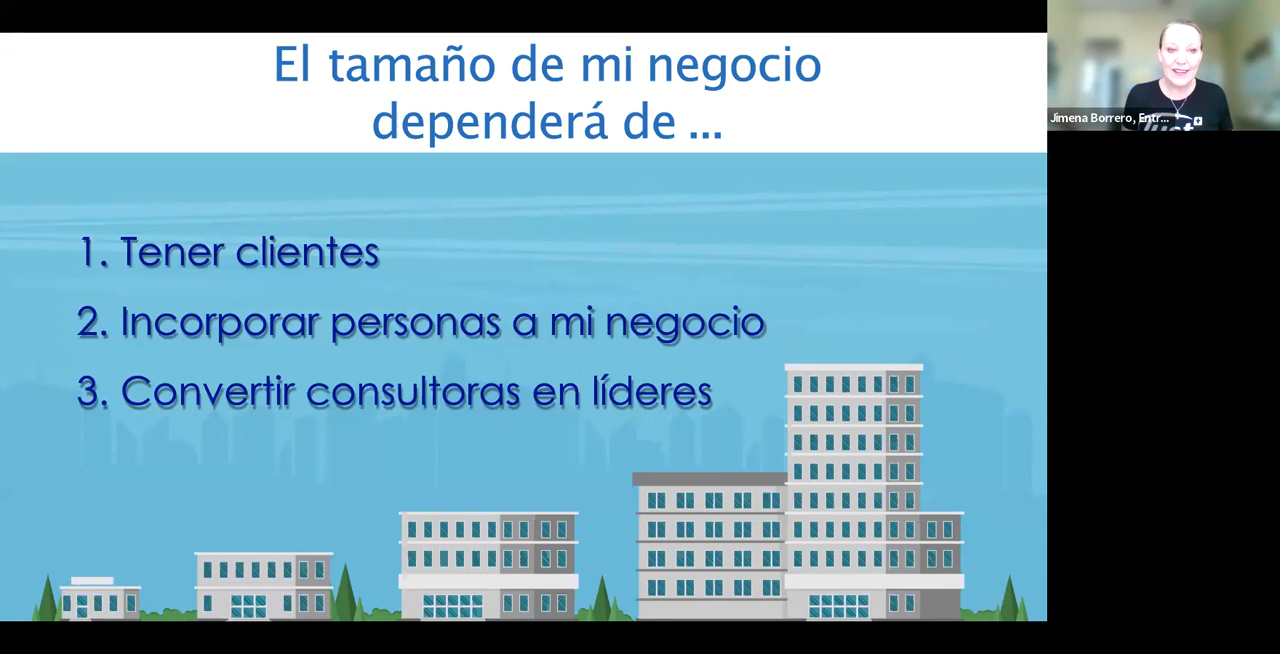 El tamaño de mi negocio
dependerá de ...
1. Tener clientes
2. Incorporar personas a mi negocio
3. Convertir consultoras en líderes
Jimena Borrero, Entr...